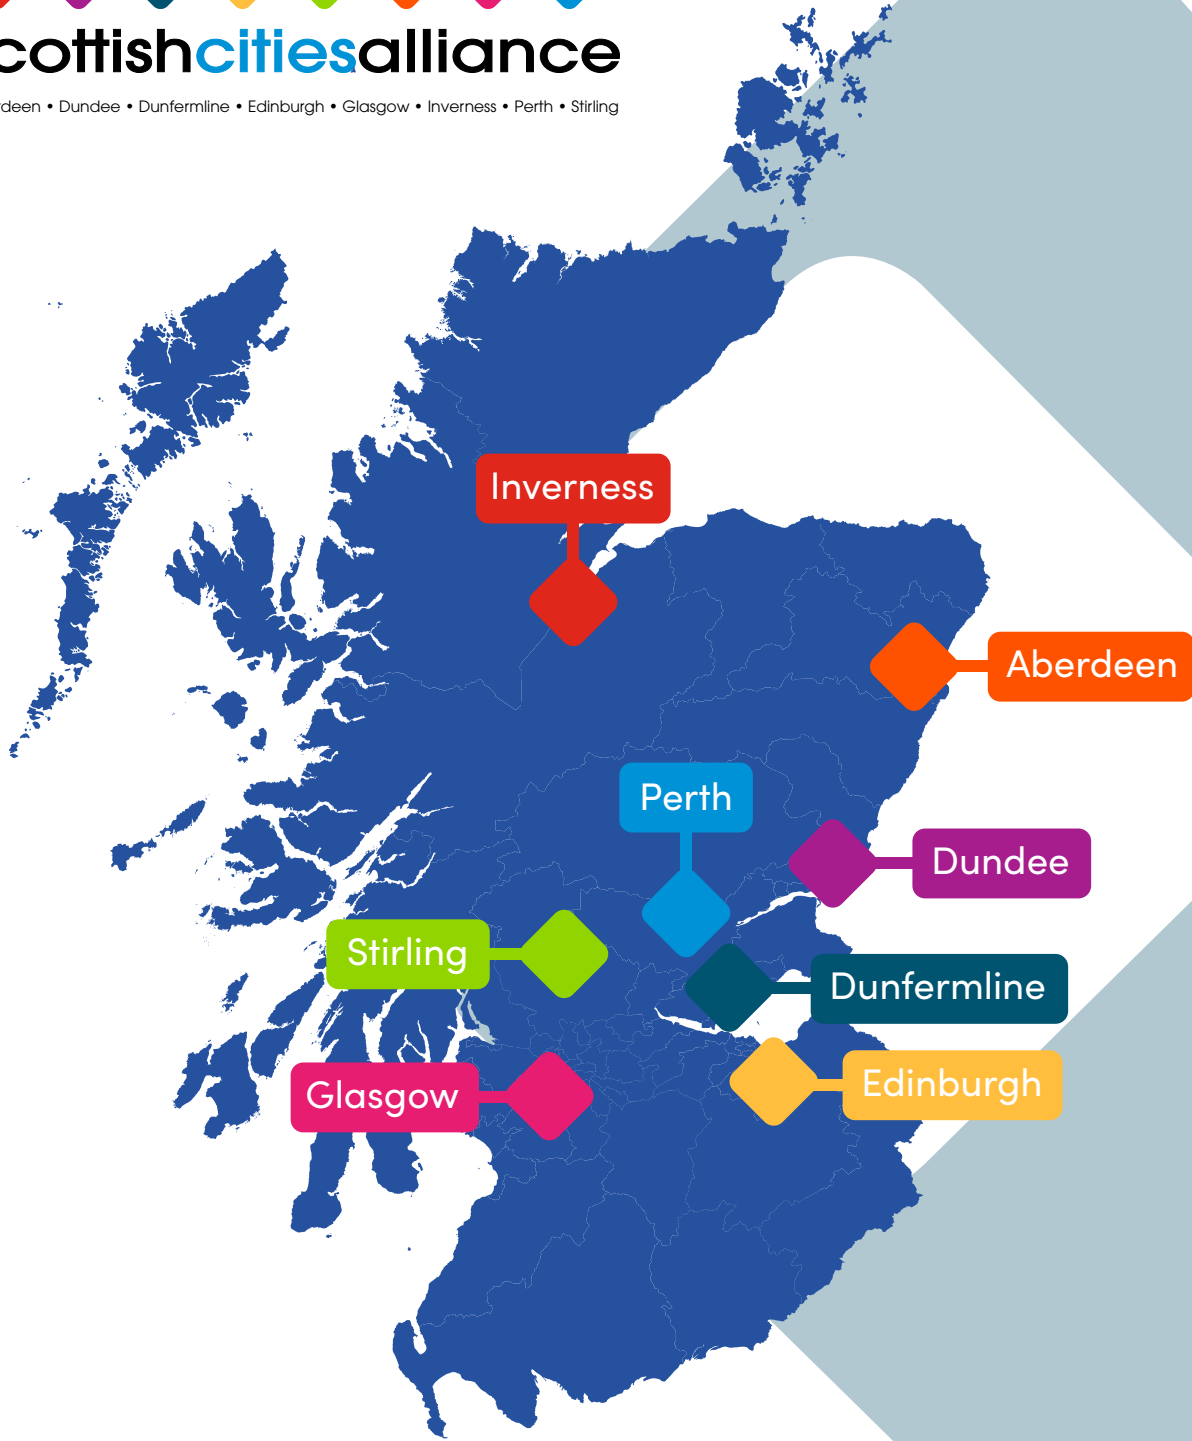 cottishcitiesalliance
deen • Dundee • Dunfermline • Edinburgh • Glasgow • Inverness • Perth • Stirling
Inverness
Aberdeen
Perth
Dundee
Stirling
Dunfermline
Edinburgh
Glasgow